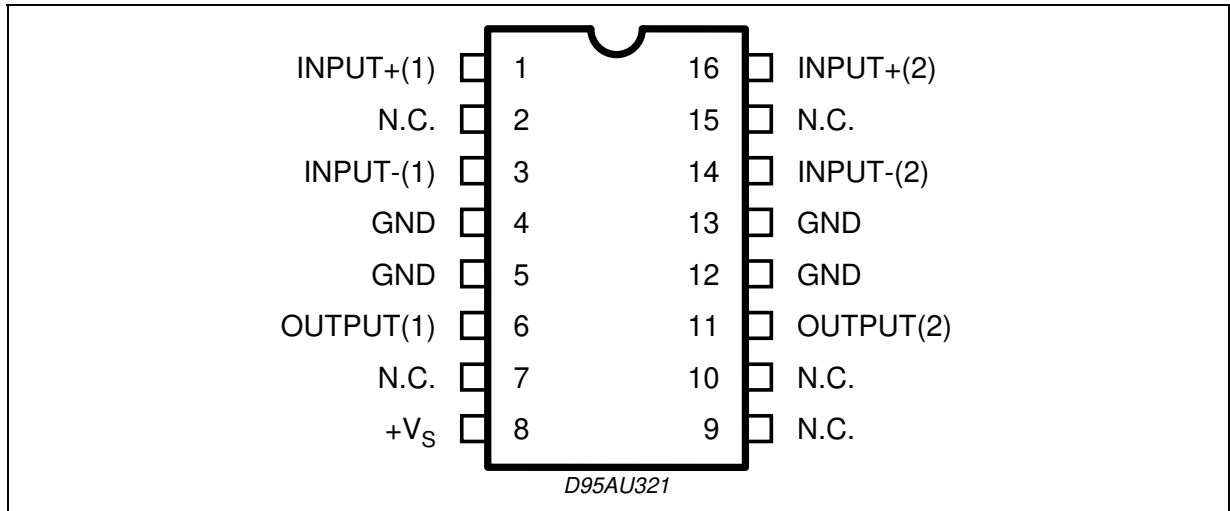 INPUT+(1) 1 16 INPUT+(2)
N.C. 2 15 N.C.
INPUT-(1) 3 14 INPUT-(2)
GND 4 13 GND
GND 5 12 GND
OUTPUT(1) 6 11 OUTPUT(2)
N.C. 7 10 N.C.
+VS 8 9 N.C.
D95AU321